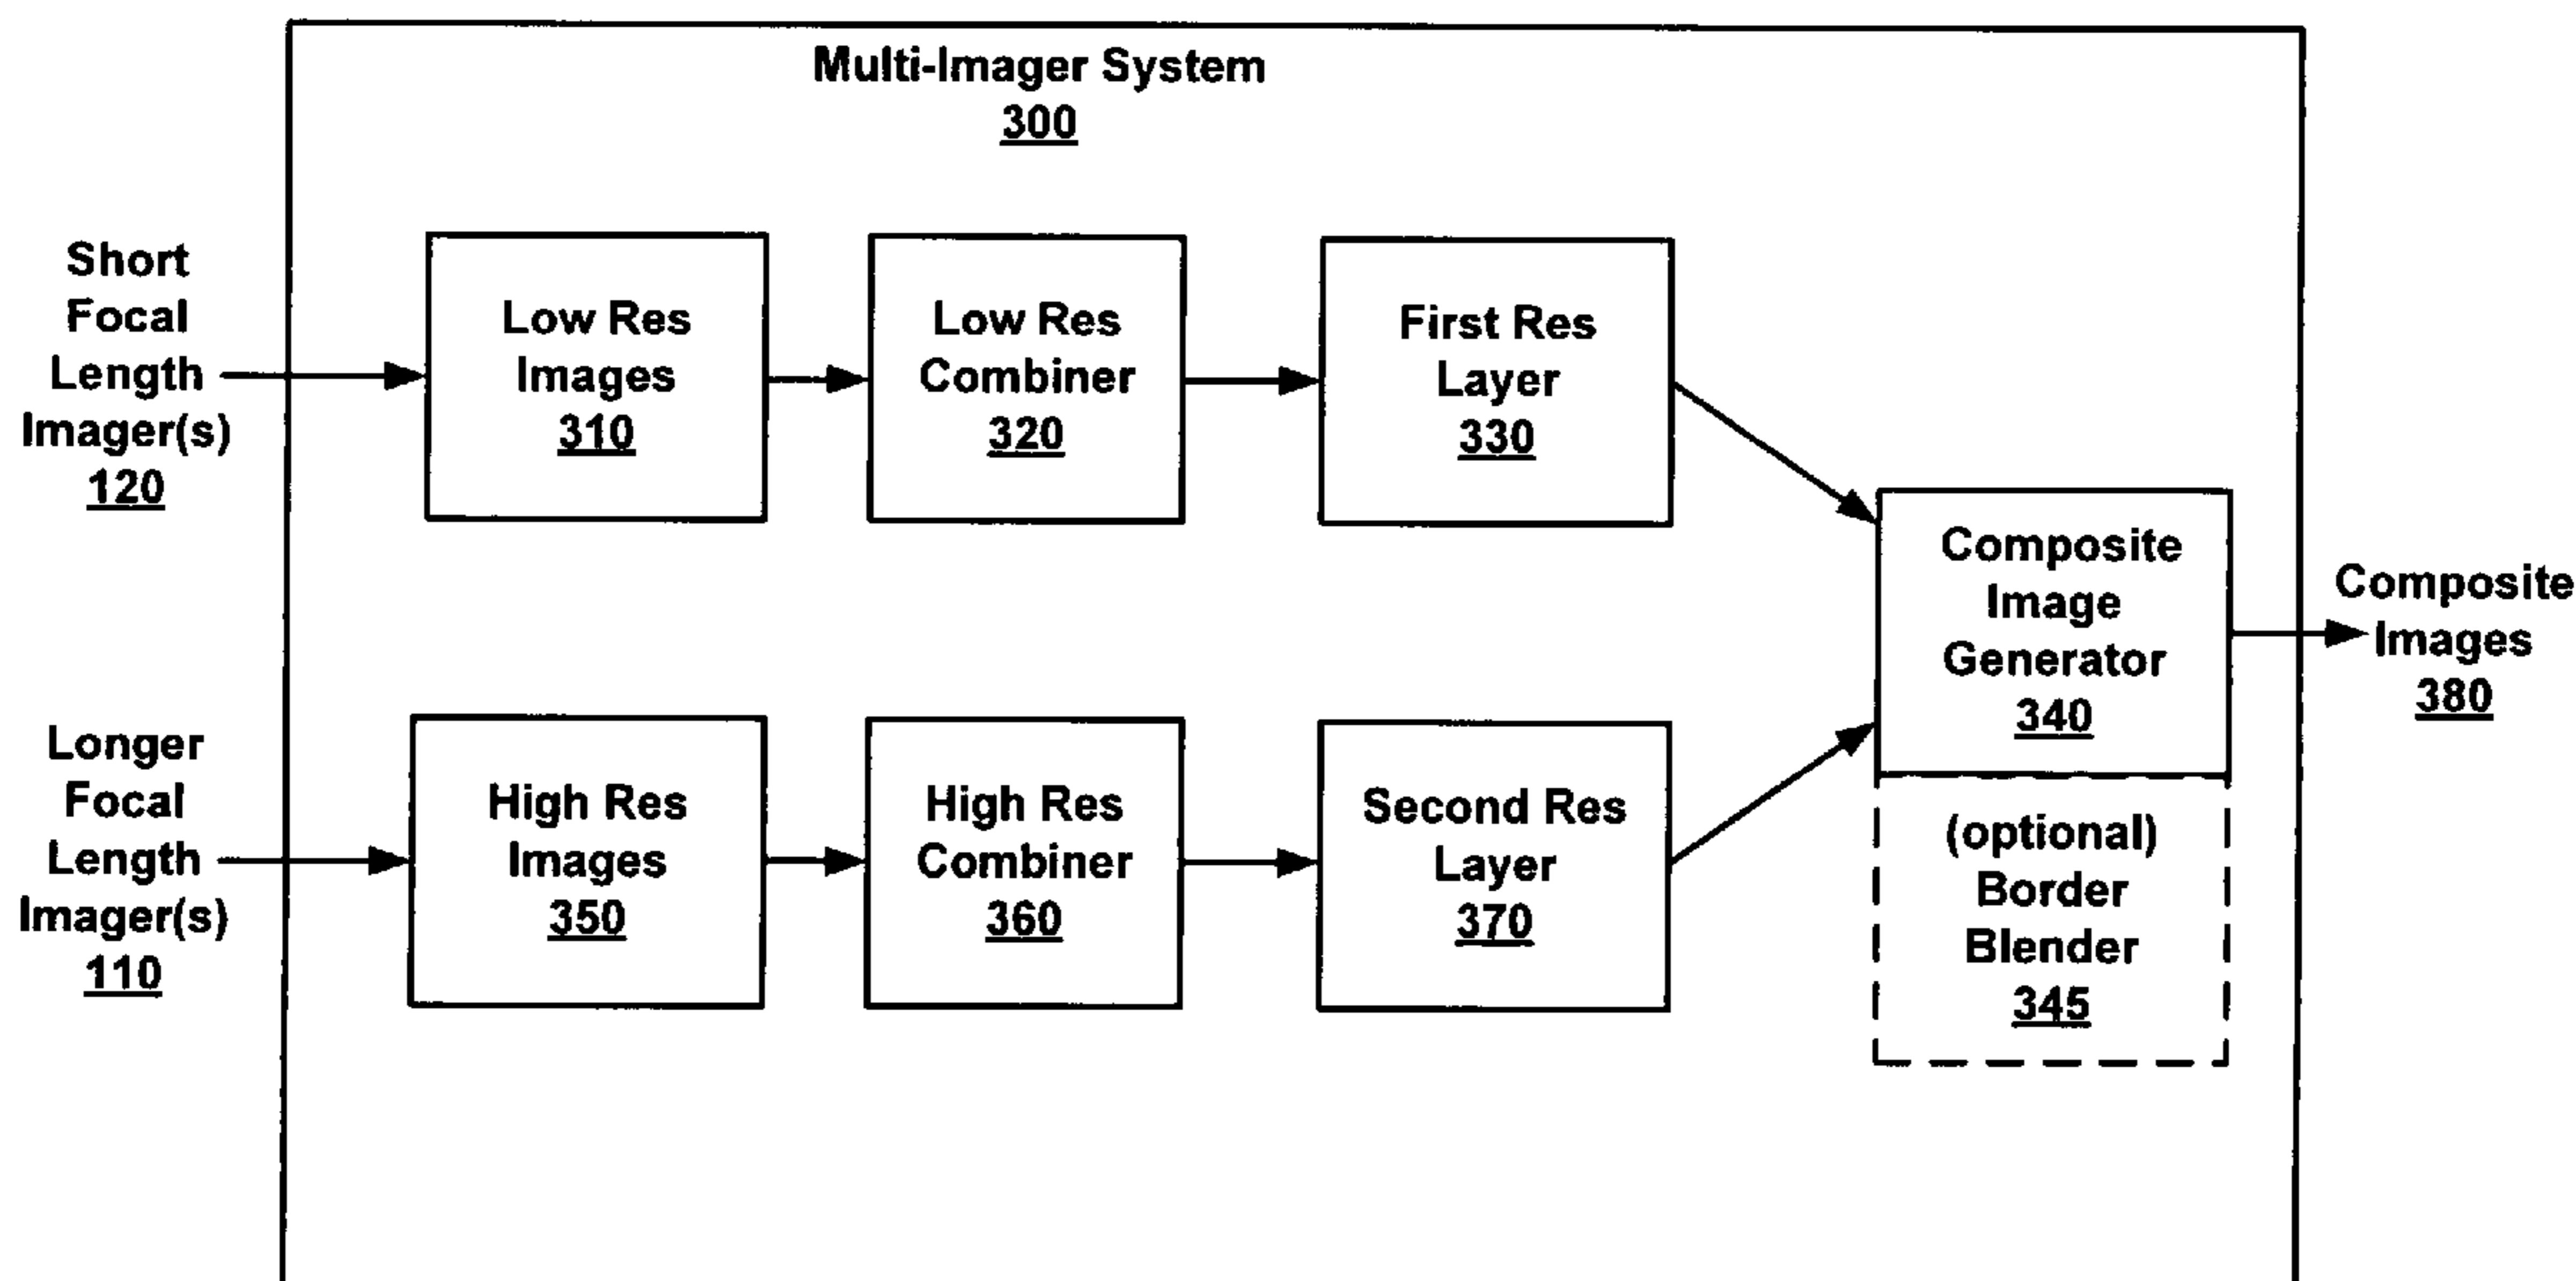 Multi-Imager System
300
Short
Focal
Length
Imager(s)
120
Low Res
Images
310
Low Res
Combiner
320
First Res
Layer
330
Composite
Image
Generator
340
Composite
Images
380
Longer
Focal
Length
Imager(s)
110
High Res
Images
350
High Res
Combiner
360
Second Res
Layer
370
(optional)
Border
Blender
345